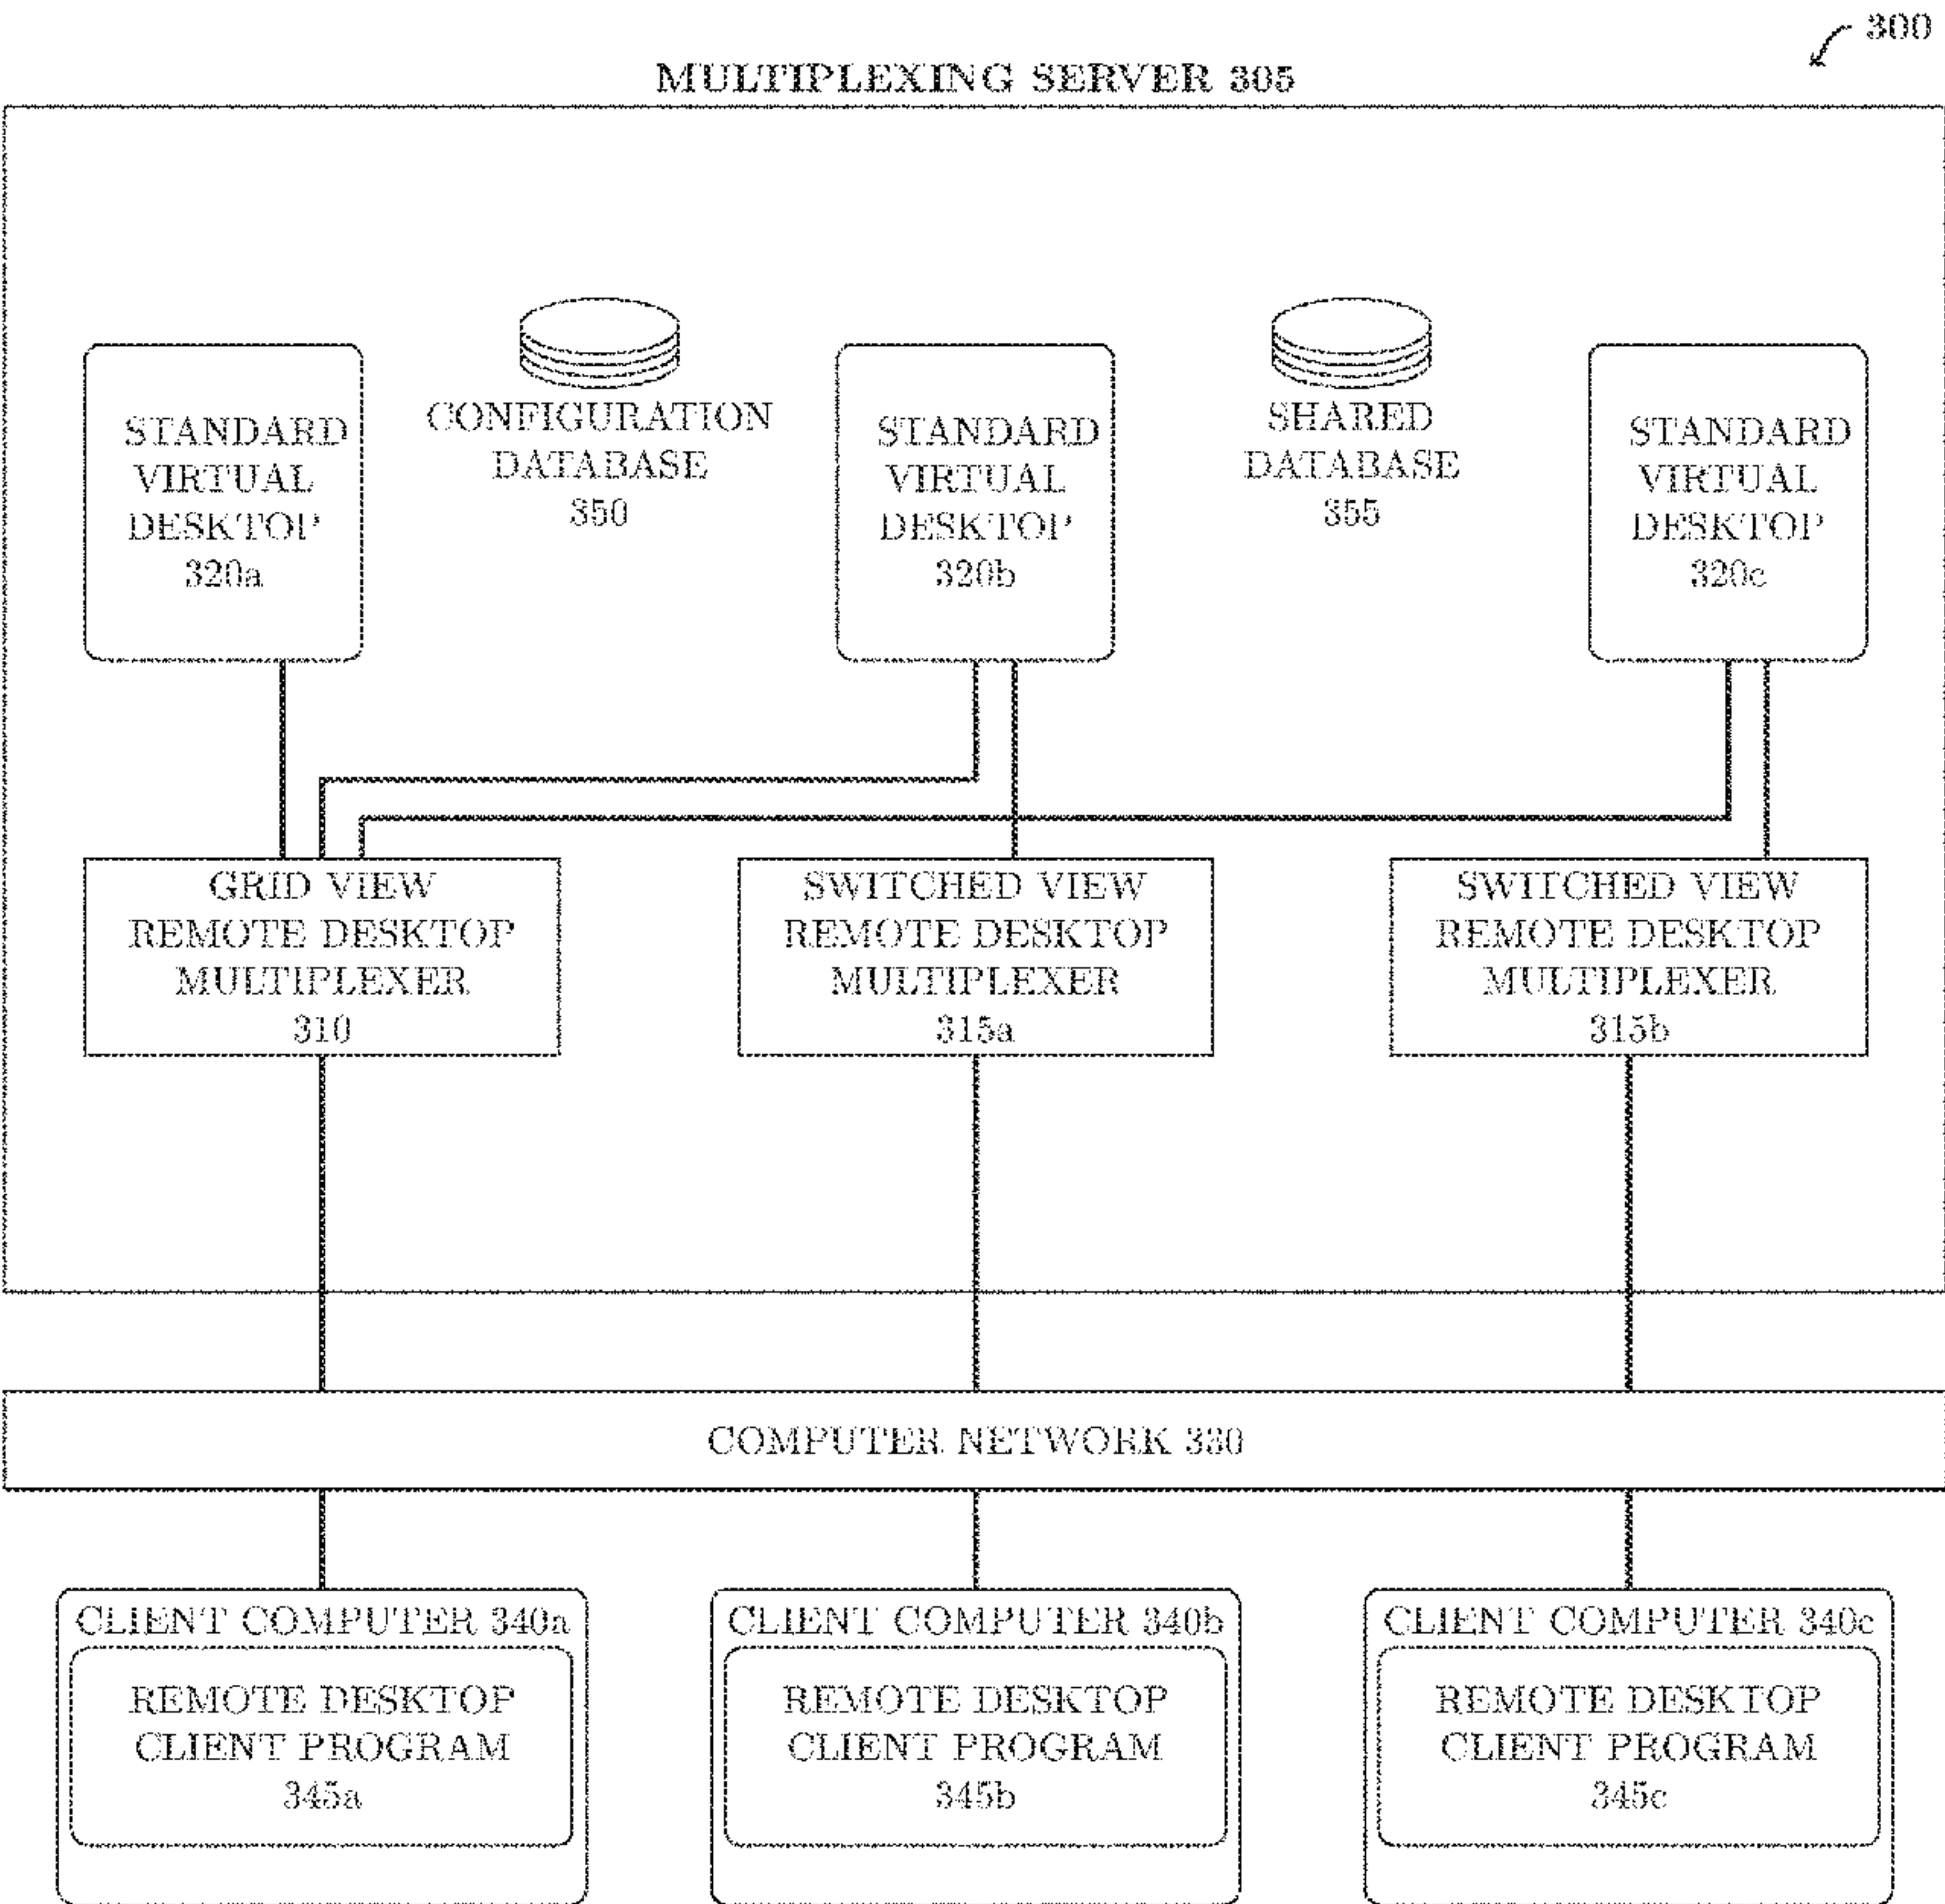 300
MULTIPLEXING SERVER 305
STANDARD
VIRTUAL
DESKTOP
320a
CONFIGURATION
DATABASE
350
STANDARD
VIRTUAL
DESKTOP
320b
SHARED
DATABASE
355
STANDARD
VIRTUAL
DESKTOP
320c
GRID VIEW
REMOTE DESKTOP
MULTIPLEXER
310
SWITCHED VIEW
REMOTE DESKTOP
MULTIPLEXER
315a
SWITCHED VIEW
REMOTE DESKTOP
MULTIPLEXER
315b
COMPUTER NETWORK 330
CLIENT COMPUTER 340a
REMOTE DESKTOP
CLIENT PROGRAM
345a
CLIENT COMPUTER 340b
REMOTE DESKTOP
CLIENT PROGRAM
345b
CLIENT COMPUTER 340c
REMOTE DESKTOP
CLIENT PROGRAM
345c